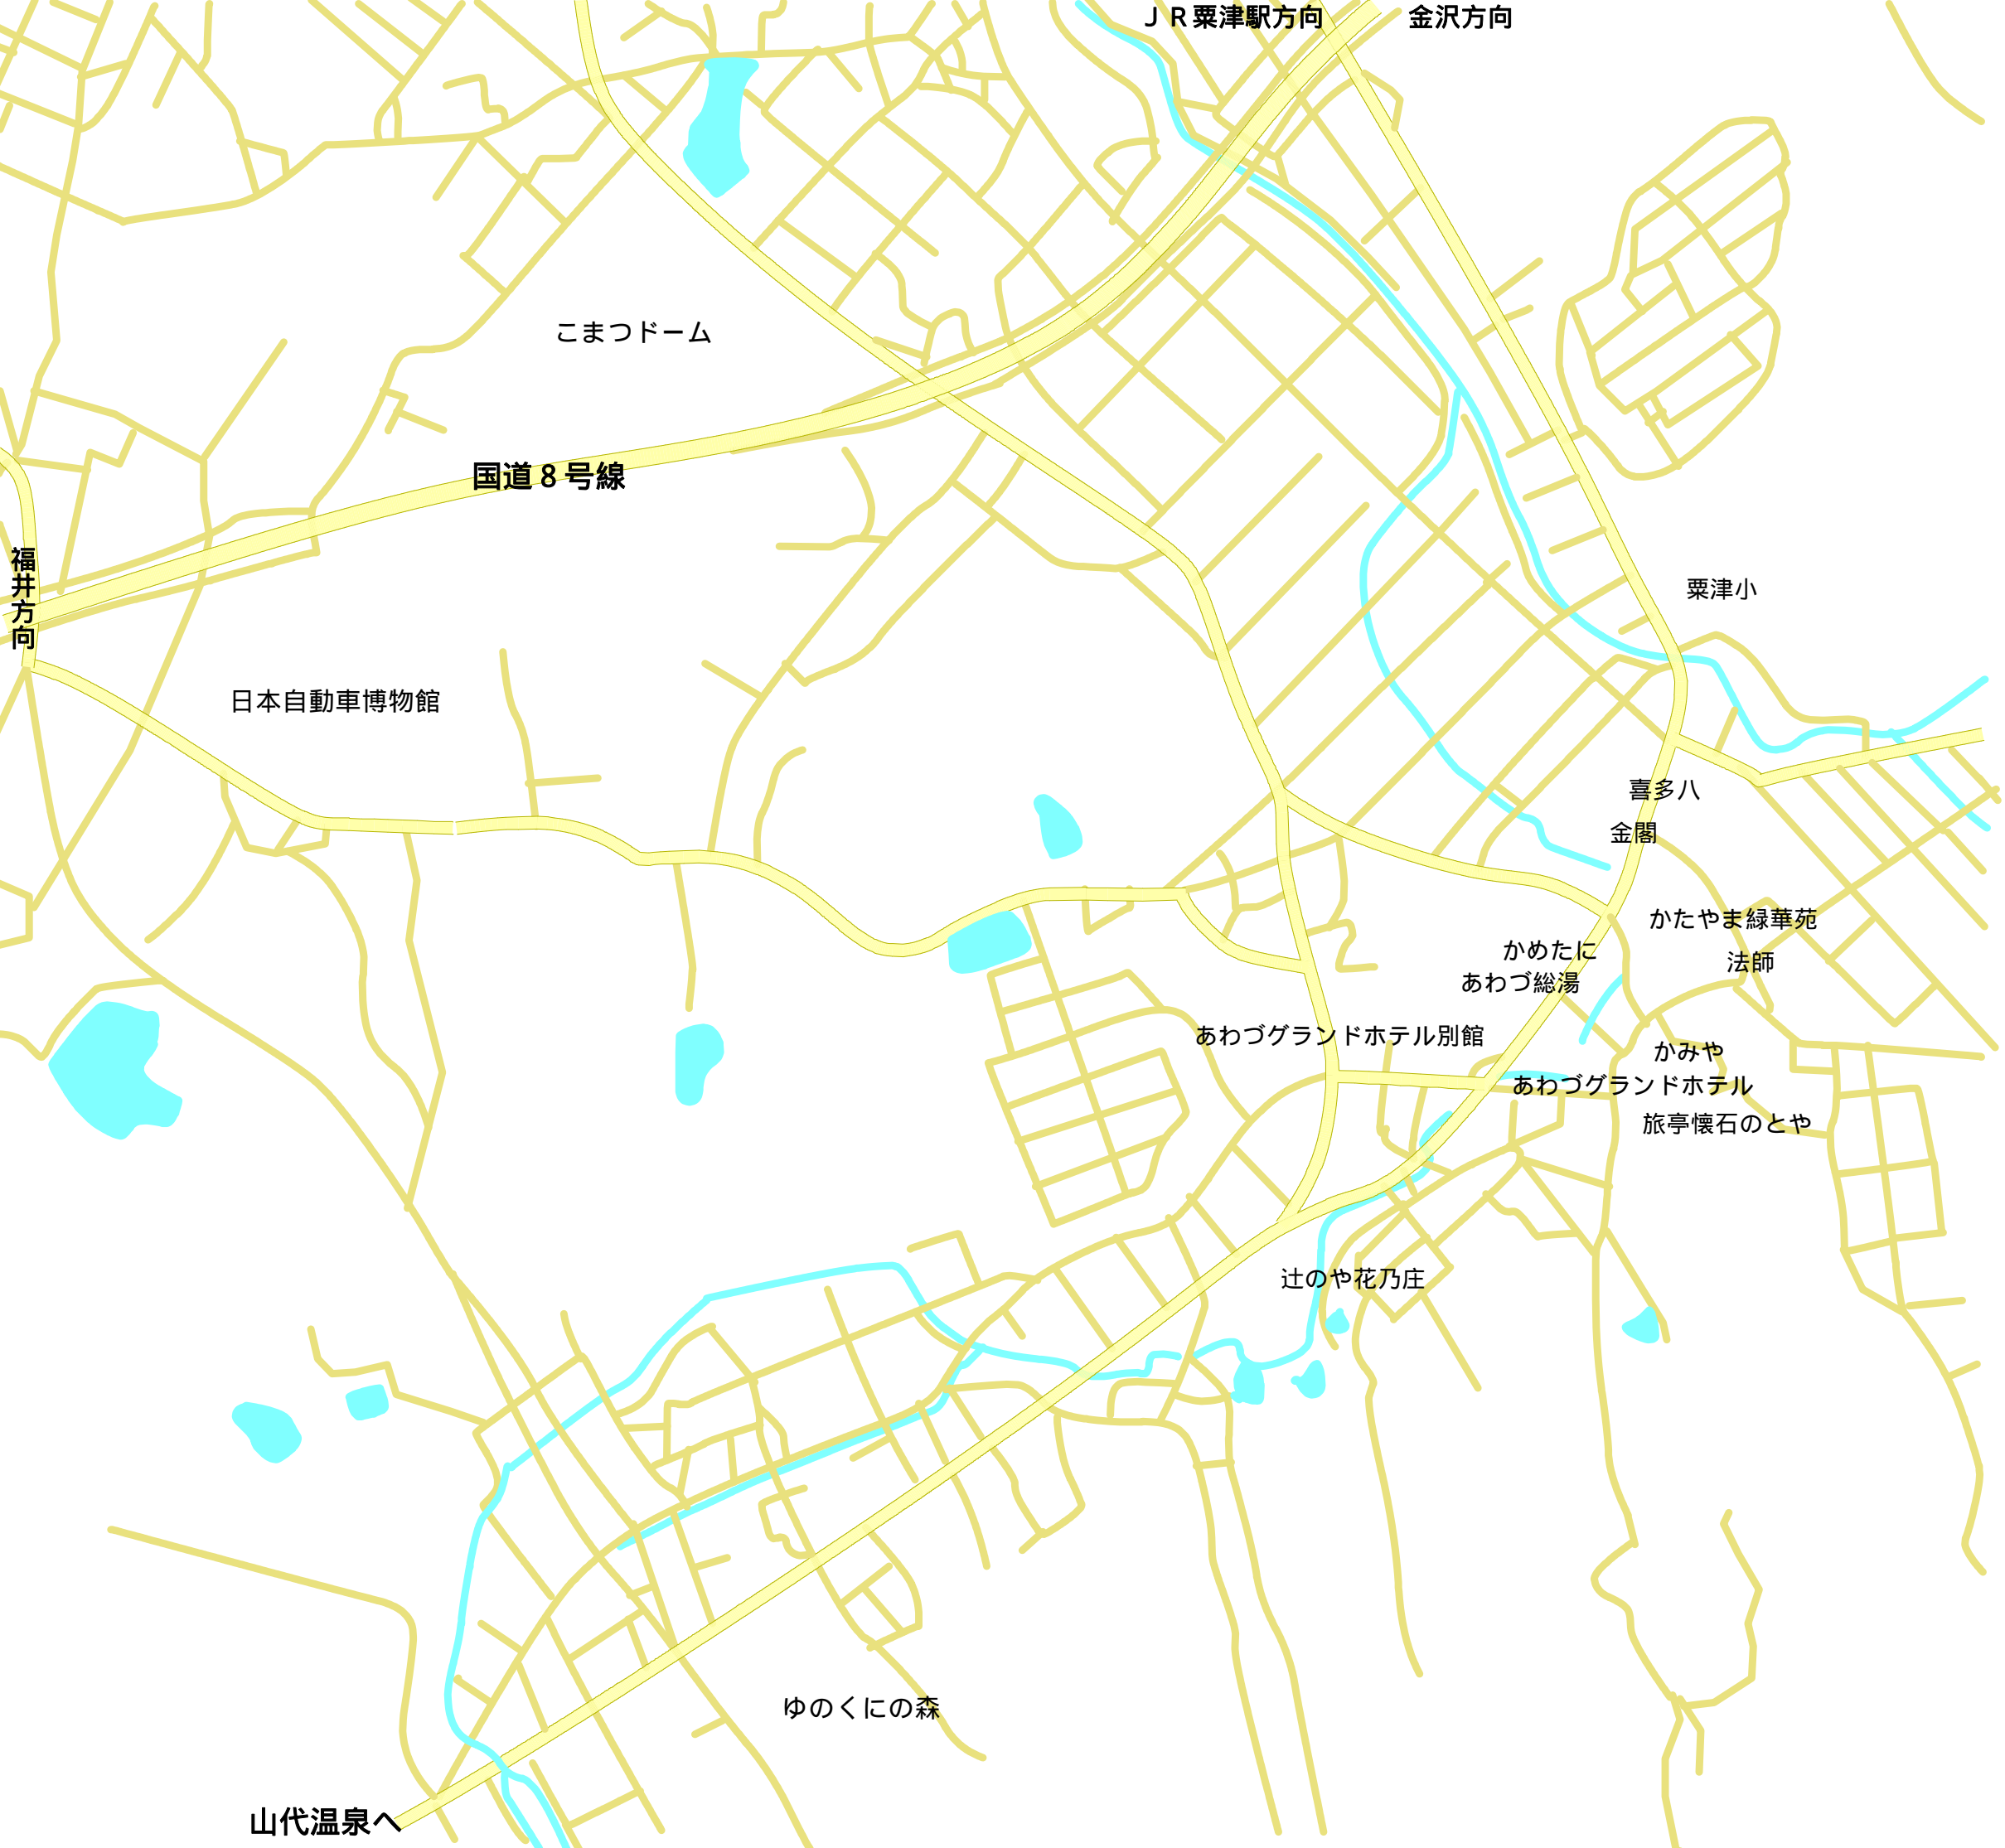 ＪＲ粟津駅方向
金沢方向
こまつドーム
国道８号線
福井方向
粟津小
日本自動車博物館
喜多八
金閣
かたやま緑華苑
かめたに
法師
あわづ総湯
あわづグランドホテル別館
かみや
あわづグランドホテル
旅亭懐石のとや
辻のや花乃庄
ゆのくにの森
山代温泉へ